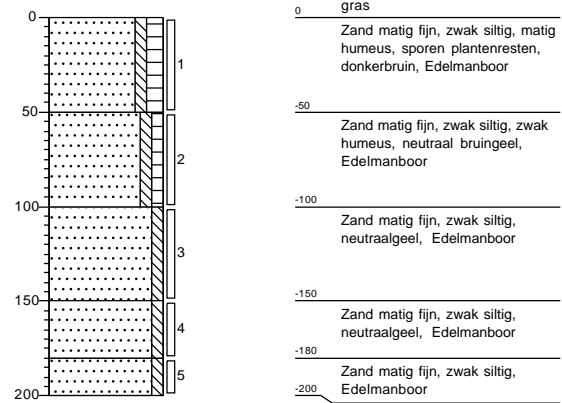 0
50
100
150
200
1
2
3
4
5
gras
0
Zand matig fijn, zwak siltig, matig
humeus, sporen plantenresten,
donkerbruin, Edelmanboor
-50
Zand matig fijn, zwak siltig, zwak
humeus, neutraal bruingeel,
Edelmanboor
-100
Zand matig fijn, zwak siltig,
neutraalgeel, Edelmanboor
-150
Zand matig fijn, zwak siltig,
neutraalgeel, Edelmanboor
-180
Zand matig fijn, zwak siltig,
Edelmanboor
-200